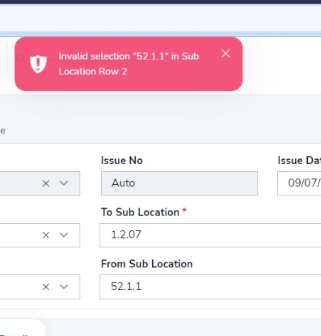 Invalid selection "52.1.1" in Sub
Location Row 2
e
Issue No
Issue Dat
Auto
09/07/
To Sub Location *
1.2.07
From Sub Location
52.1.1